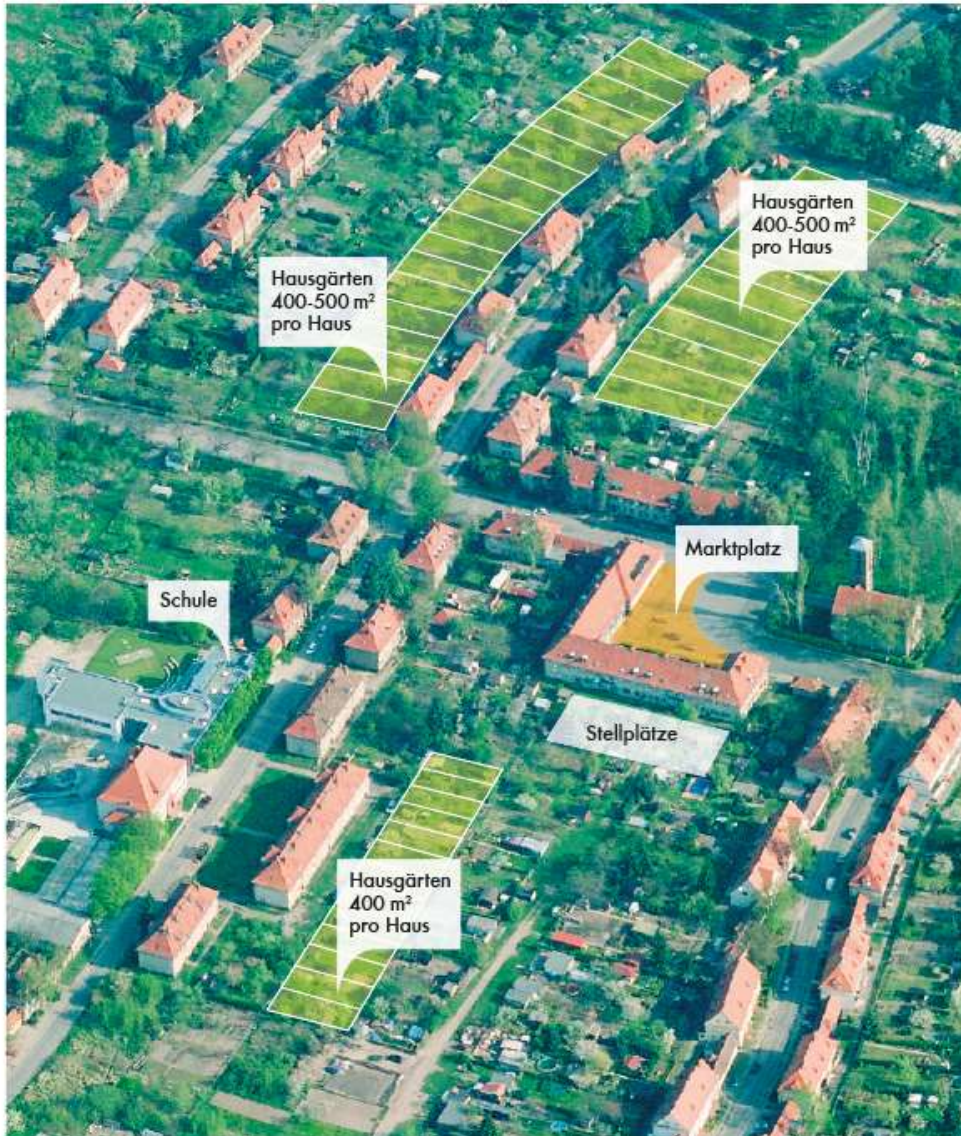 Hausgärten
400-500 m²
pro Haus
Hausgärten
400-500 m²
pro Haus
Marktplatz
Schule
Stellplätze
Hausgärten
400 m²
pro Haus